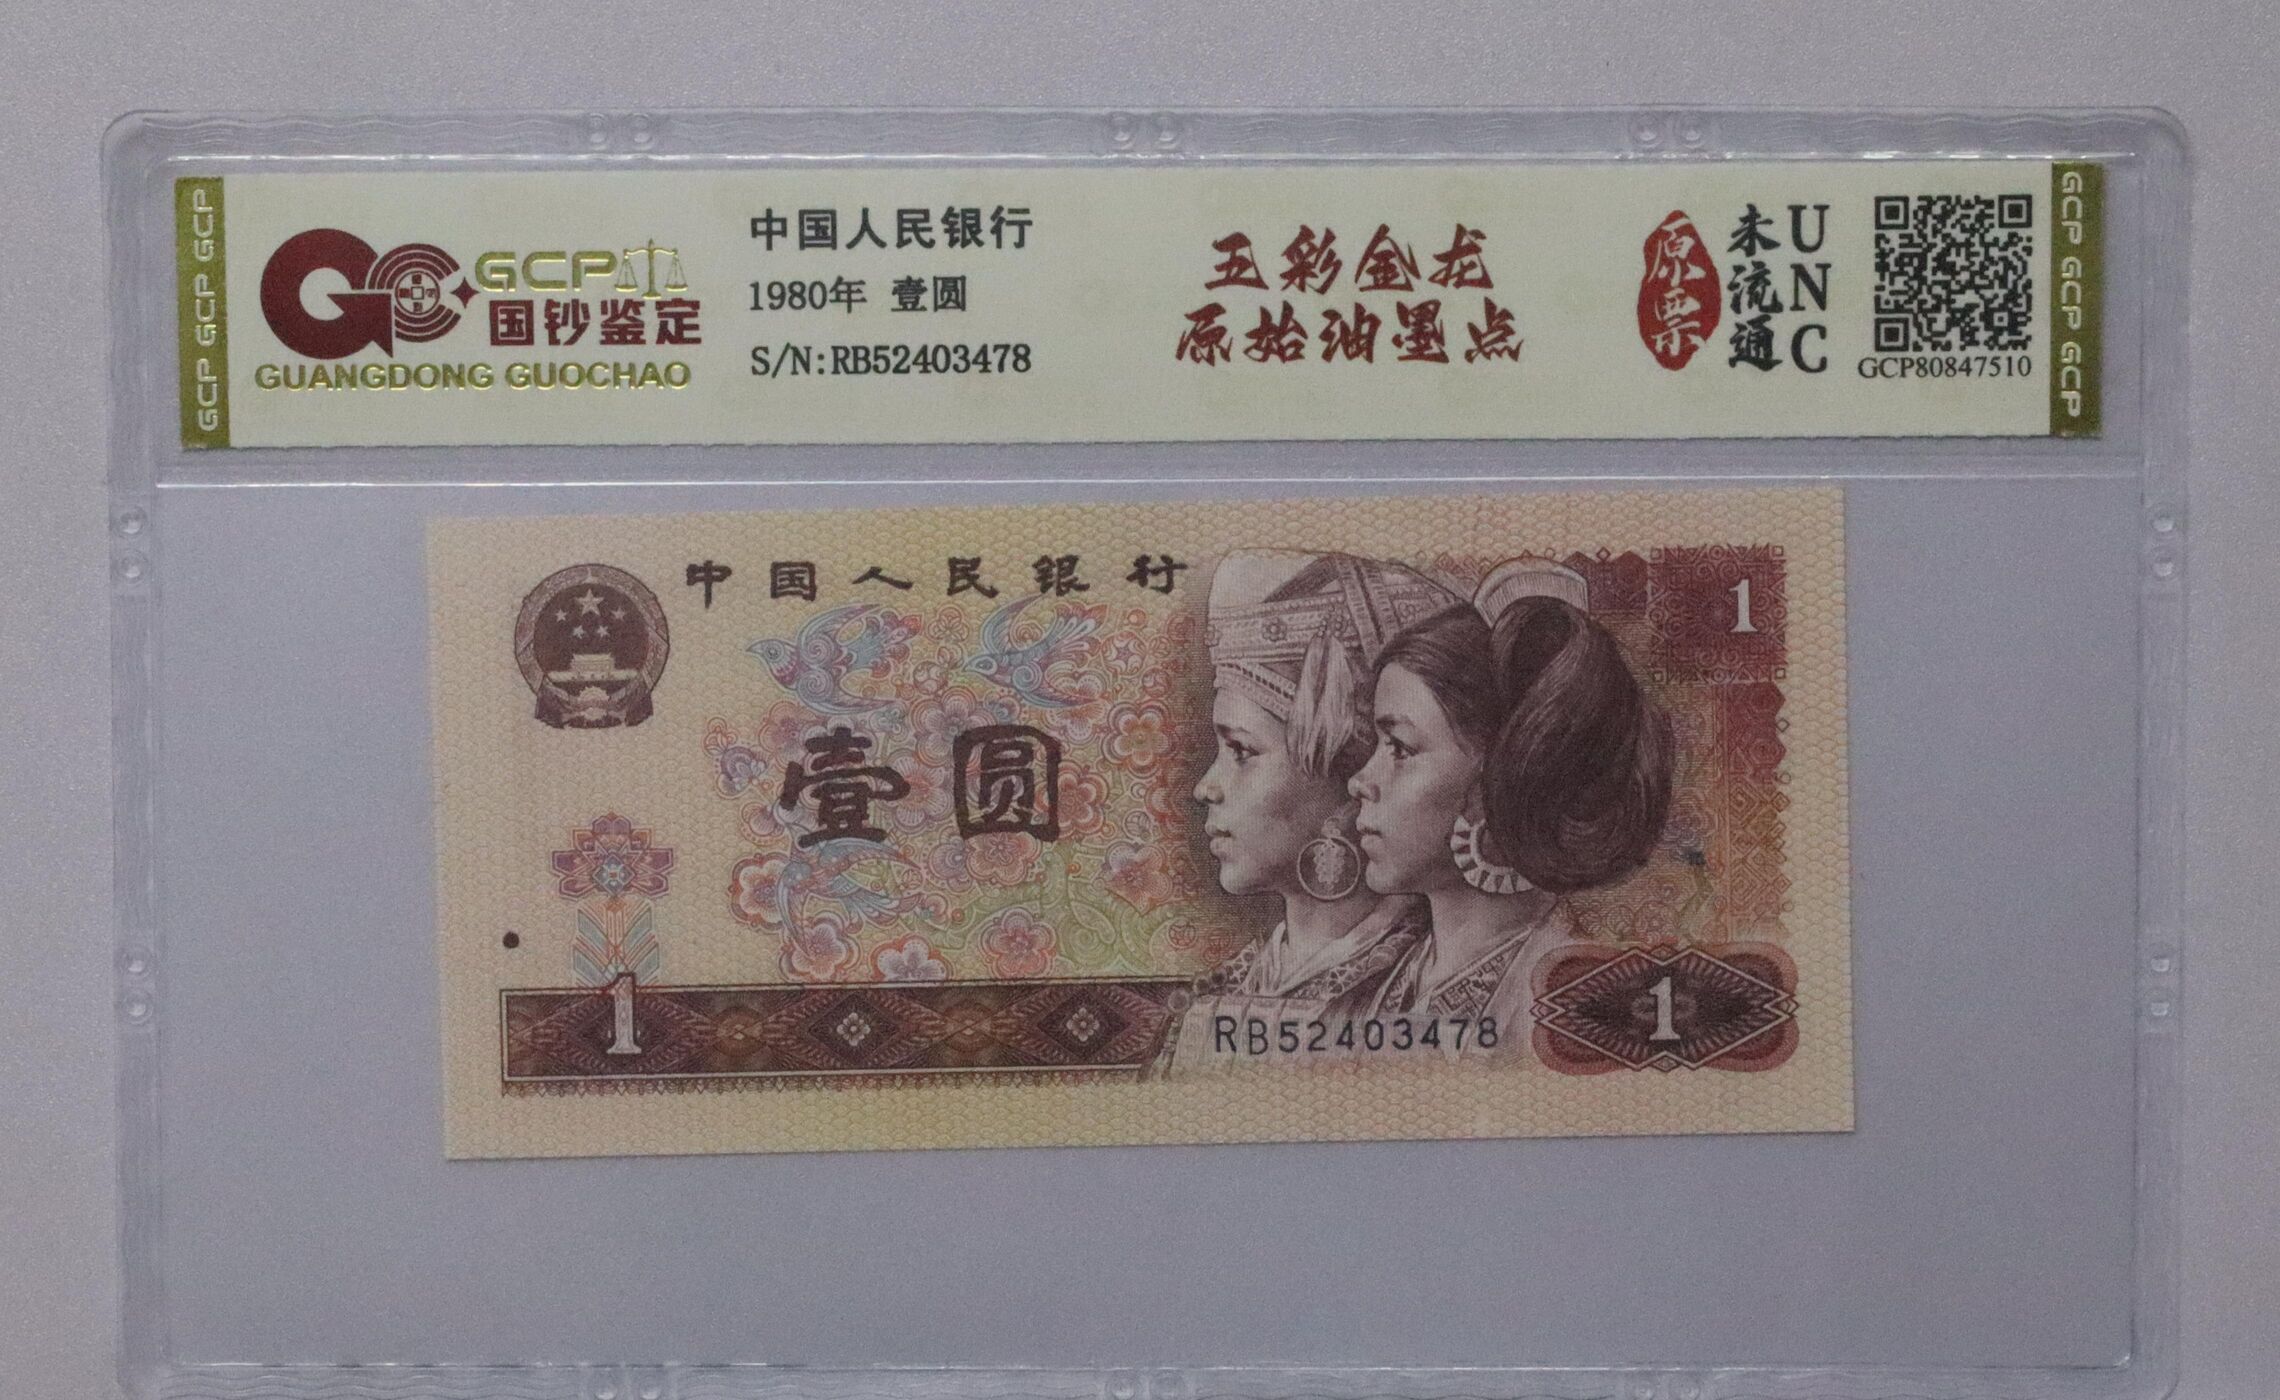 GCP GCP GCP
GCP
国钞鉴定
GUANGDONG GUOCHAO
中国人民银行
1980年 壹圆
S/N:RB52403478
五彩金龙
原始油墨点
原票
未流通
UNC
GCP80847510
GCP GCP GCP
中国人民银行
1
壹圆
1
RB52403478
1